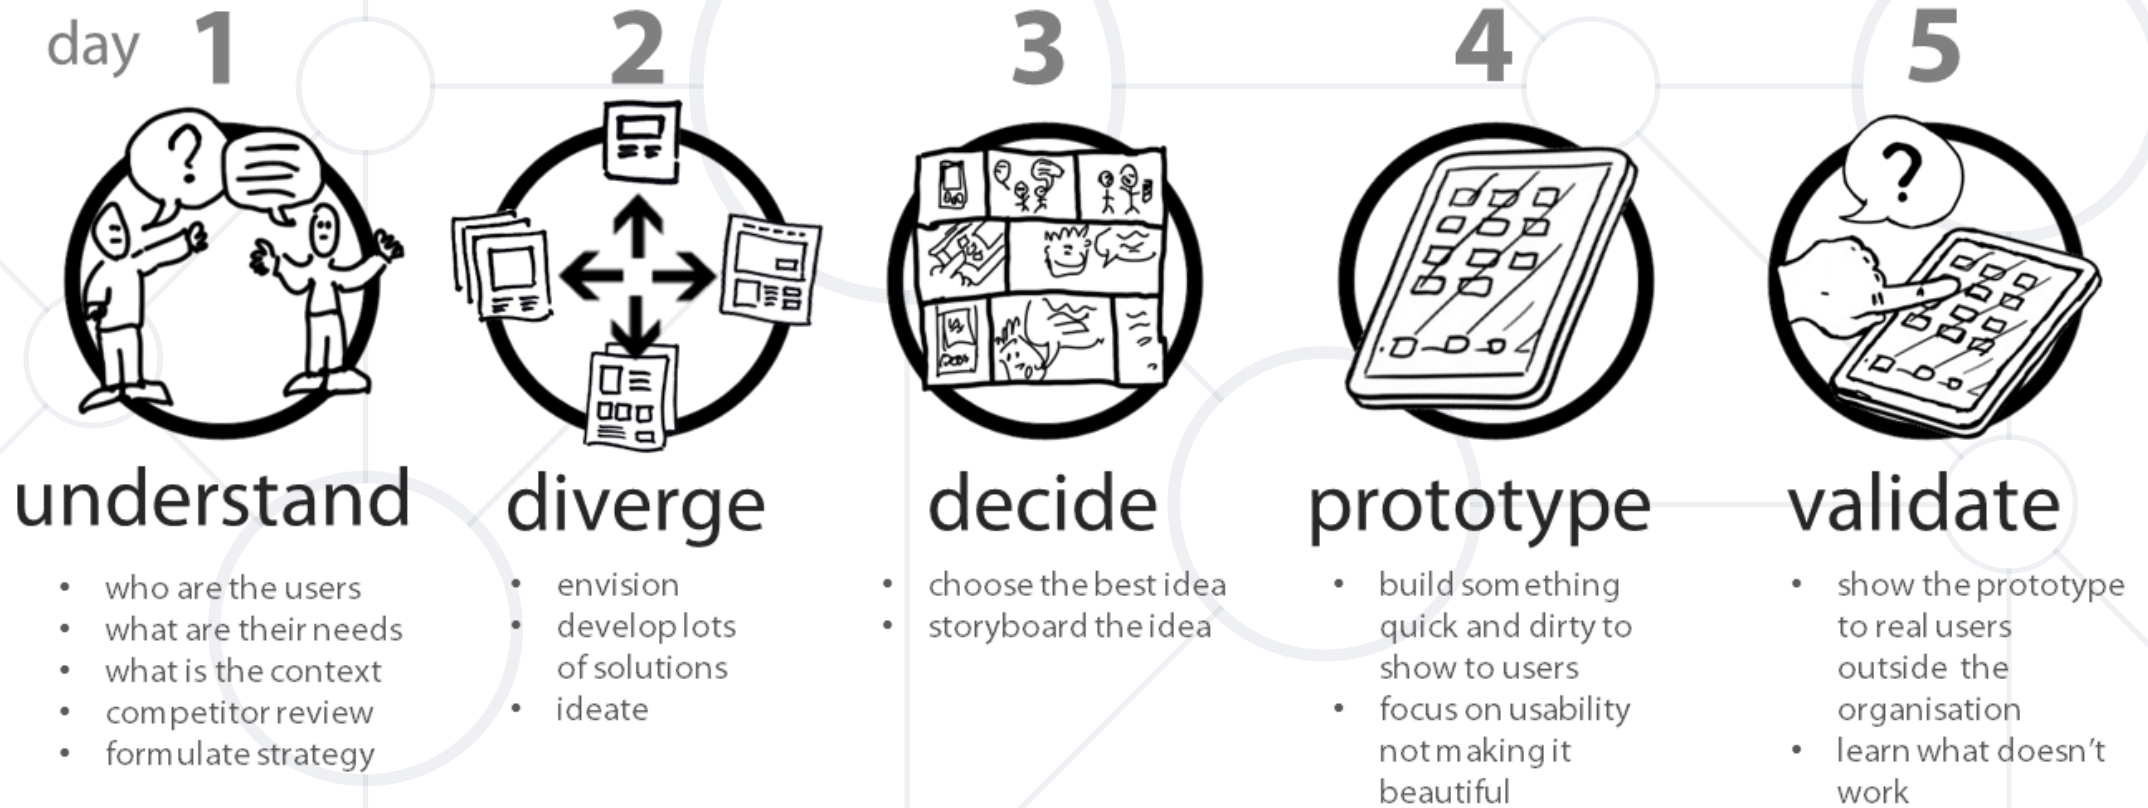 day 1 2 3 4 5
?
?
understand
• who are the users
• what are their needs
• what is the context
• competitor review
• formulate strategy
diverge
• envision
• develop lots
of solutions
• ideate
decide
• choose the best idea
• storyboard the idea
prototype
• build something
quick and dirty to
show to users
• focus on usability
not making it
beautiful
validate
• show the prototype
to real users
outside the
organisation
• learn what doesn't
work